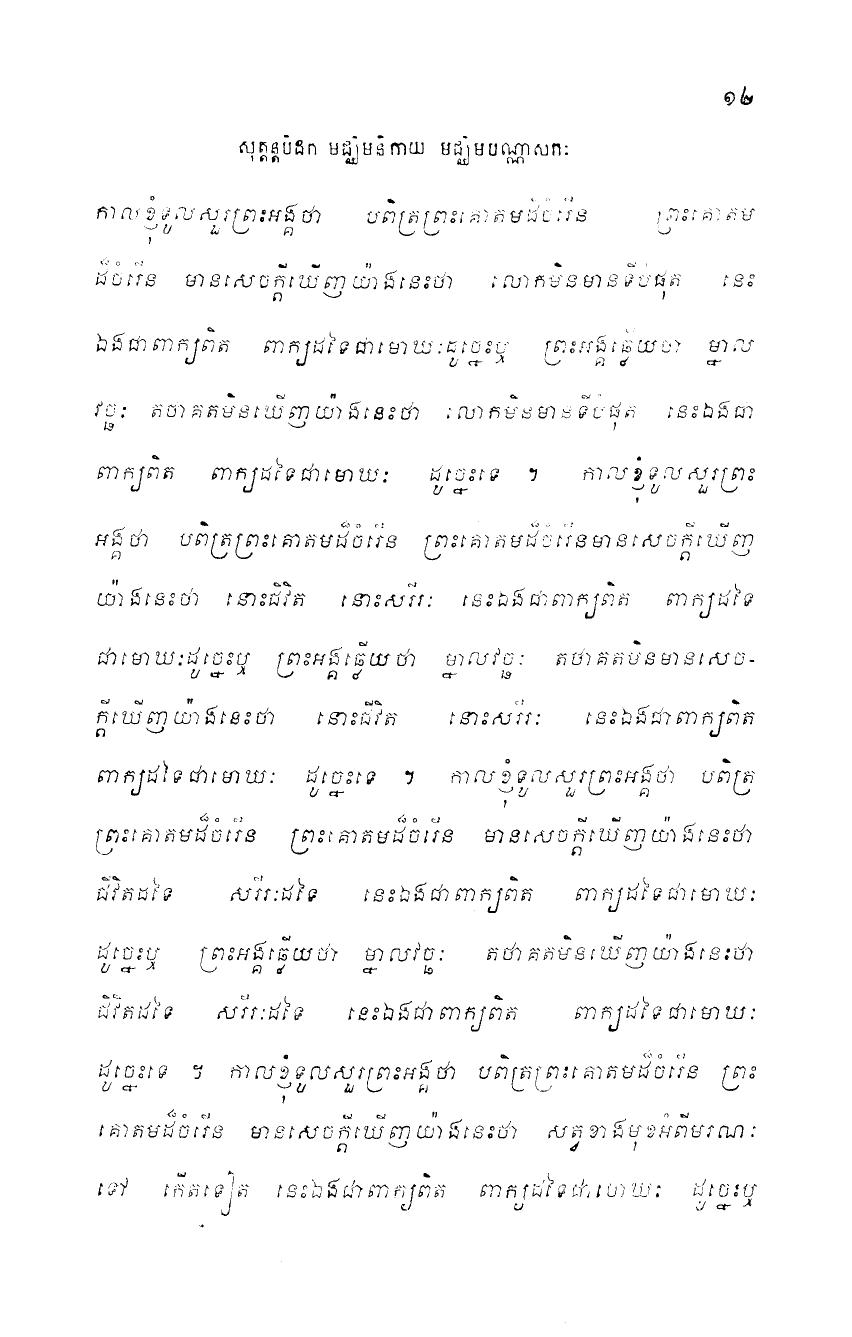 ១២
សុត្តន្តបិដក មជ្ឈិមនិកាយ មជ្ឈិមបណ្ណាសកៈ
កាលខ្ញុំទូលសួរព្រះអង្គថា បពិត្រព្រះគោតមដ៏ចំរើន ព្រះគោតម
ដ៏ចំរើន មានសេចក្តីឃើញយ៉ាងនេះថា លោកមិនមានទីបំផុត នេះ
ឯងជាពាក្យពិត ពាក្យដទៃជាមោឃៈដូច្នេះឬ ព្រះអង្គឆ្លើយថា ម្នាល
វច្ឆៈ តថាគតមិនឃើញយ៉ាងនេះថា លោកមិនមានទីបំផុត នេះឯងជា
ពាក្យពិត ពាក្យដទៃជាមោឃៈ ដូច្នេះទេ ។ កាលខ្ញុំទូលសួរព្រះ
អង្គថា បពិត្រព្រះគោតមដ៏ចំរើន ព្រះគោតមដ៏ចំរើនមានសេចក្តីឃើញ
យ៉ាងនេះថា នោះជីវិត នោះសរីរៈ នេះឯងជាពាក្យពិត ពាក្យដទៃ
ជាមោឃៈដូច្នេះឬ ព្រះអង្គឆ្លើយថា ម្នាលវច្ឆៈ តថាគតមិនមានសេច-
ក្តីឃើញយ៉ាងនេះថា នោះជីវិត នោះសរីរៈ នេះឯងជាពាក្យពិត
ពាក្យដទៃជាមោឃៈ ដូច្នេះទេ ។ កាលខ្ញុំទូលសួរព្រះអង្គថា បពិត្រ
ព្រះគោតមដ៏ចំរើន ព្រះគោតមដ៏ចំរើន មានសេចក្តីឃើញយ៉ាងនេះថា
ជីវិតដទៃ សរីរៈដទៃ នេះឯងជាពាក្យពិត ពាក្យដទៃជាមោឃៈ
ដូច្នេះឬ ព្រះអង្គឆ្លើយថា ម្នាលវច្ឆៈ តថាគតមិនឃើញយ៉ាងនេះថា
ជីវិតដទៃ សរីរៈដទៃ នេះឯងជាពាក្យពិត ពាក្យដទៃជាមោឃៈ
ដូច្នេះទេ ។ កាលខ្ញុំទូលសួរព្រះអង្គថា បពិត្រព្រះគោតមដ៏ចំរើន ព្រះ
គោតមដ៏ចំរើន មានសេចក្តីឃើញយ៉ាងនេះថា សត្វខាងមុខអំពីមរណៈ
ទៅ កើតទៀត នេះឯងជាពាក្យពិត ពាក្យដទៃជាមោឃៈ ដូច្នេះឬ